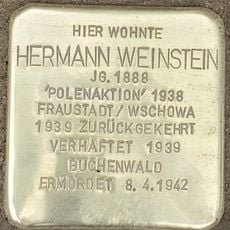 HIER WOHNTE
HERMANN WEINSTEIN
JG. 1888
'POLENAKTION' 1938
FRAUSTADT/WSCHOWA
1939 ZURÜCKGEKEHRT
VERHAFTET 1939
BUCHENWALD
ERMORDET 8.4.1942